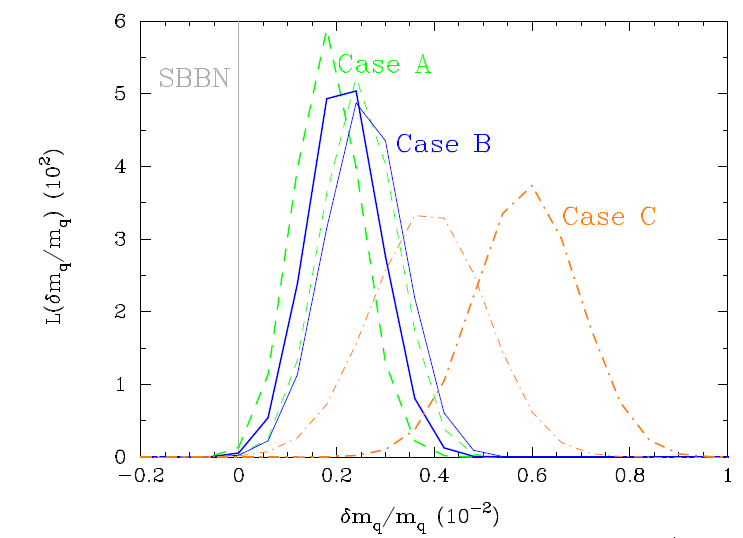 6
SBBN
Case A
5
Case B
4
Case C
3
2
1
0
L(δm_q/m_q) (10^2)
−0.2 0 0.2 0.4 0.6 0.8 1
δm_q/m_q (10^−2)